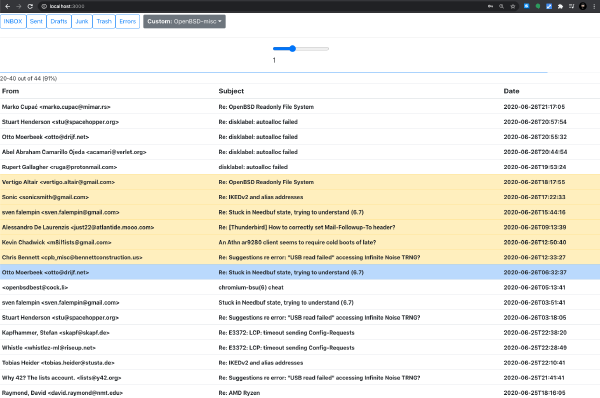 localhost:3000
INBOX Sent Drafts Junk Trash Errors Custom: OpenBSD-misc
1
20-40 out of 44 (91%)
From Subject Date
Marko Cupać <marko.cupac@mimar.rs> Re: OpenBSD Readonly File System 2020-06-26T21:17:05
Stuart Henderson <stu@spacehopper.org> Re: disklabel: autoalloc failed 2020-06-26T20:57:54
Otto Moerbeek <otto@drijf.net> Re: disklabel: autoalloc failed 2020-06-26T20:55:32
Abel Abraham Camarillo Ojeda <acamari@verlet.org> Re: disklabel: autoalloc failed 2020-06-26T20:54:44
Rupert Gallagher <ruga@protonmail.com> disklabel: autoalloc failed 2020-06-26T19:53:24
Vertigo Altair <vertigo.altair@gmail.com> Re: OpenBSD Readonly File System 2020-06-26T18:17:55
Sonic <sonicsmith@gmail.com> Re: IKEDv2 and alias addresses 2020-06-26T17:22:33
sven falempin <sven.falempin@gmail.com> Re: Stuck in Needbuf state, trying to understand (6.7) 2020-06-26T15:44:16
Alessandro De Laurenzis <just22@atlantide.mooo.com> Re: [Thunderbird] How to correctly set Mail-Followup-To header? 2020-06-26T09:13:39
Kevin Chadwick <m8il1ists@gmail.com> An Athn ar9280 client seems to require cold boots of late? 2020-06-26T12:50:40
Chris Bennett <cpb_misc@bennettconstruction.us> Re: Suggestions re error: "USB read failed" accessing Infinite Noise TRNG? 2020-06-26T12:33:27
Otto Moerbeek <otto@drijf.net> Re: Stuck in Needbuf state, trying to understand (6.7) 2020-06-26T06:32:37
<openbsdbest@cock.li> chromium-bsu(6) cheat 2020-06-26T05:13:41
sven falempin <sven.falempin@gmail.com> Stuck in Needbuf state, trying to understand (6.7) 2020-06-26T03:51:41
Stuart Henderson <stu@spacehopper.org> Re: Suggestions re error: "USB read failed" accessing Infinite Noise TRNG? 2020-06-26T03:18:05
Kapfhammer, Stefan <skapf@skapf.de> Re: E3372: LCP: timeout sending Config-Requests 2020-06-25T22:38:20
Whistle <whistlez-ml@riseup.net> Re: E3372: LCP: timeout sending Config-Requests 2020-06-25T22:28:49
Tobias Heider <tobias.heider@stusta.de> Re: IKEDv2 and alias addresses 2020-06-25T22:10:41
Why 42? The lists account. <lists@y42.org> Re: Suggestions re error: "USB read failed" accessing Infinite Noise TRNG? 2020-06-25T21:41:41
Raymond, David <david.raymond@nmt.edu> Re: AMD Ryzen 2020-06-25T18:16:05